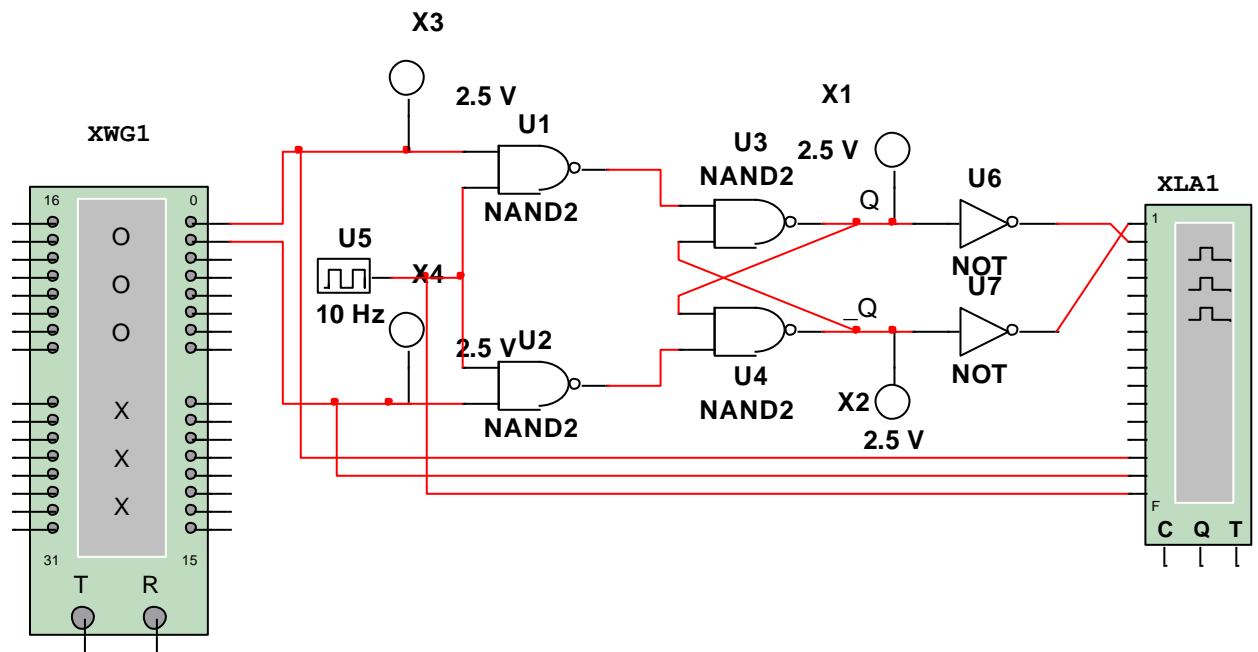 X3
2.5 V
X1
XWG1
U1
U3
2.5 V
NAND2
U6
XLA1
16
0
O
NAND2
Q
1
U5
O
X4
NOT
U7
10 Hz
O
2.5 V
U2
_Q
U4
NOT
X
NAND2
X2
NAND2
2.5 V
X
X
F
C Q T
31
15
T R